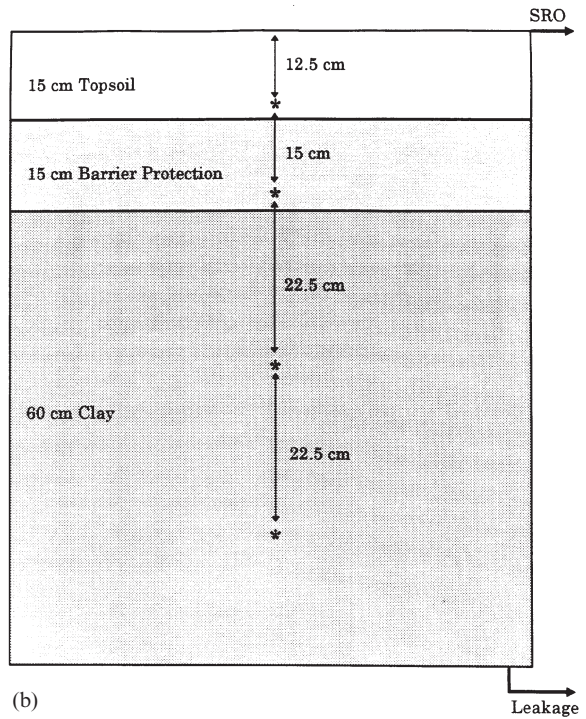 SRO
12.5 cm
15 cm Topsoil
*
15 cm
15 cm Barrier Protection
*
22.5 cm
*
60 cm Clay
22.5 cm
*
(b)
Leakage